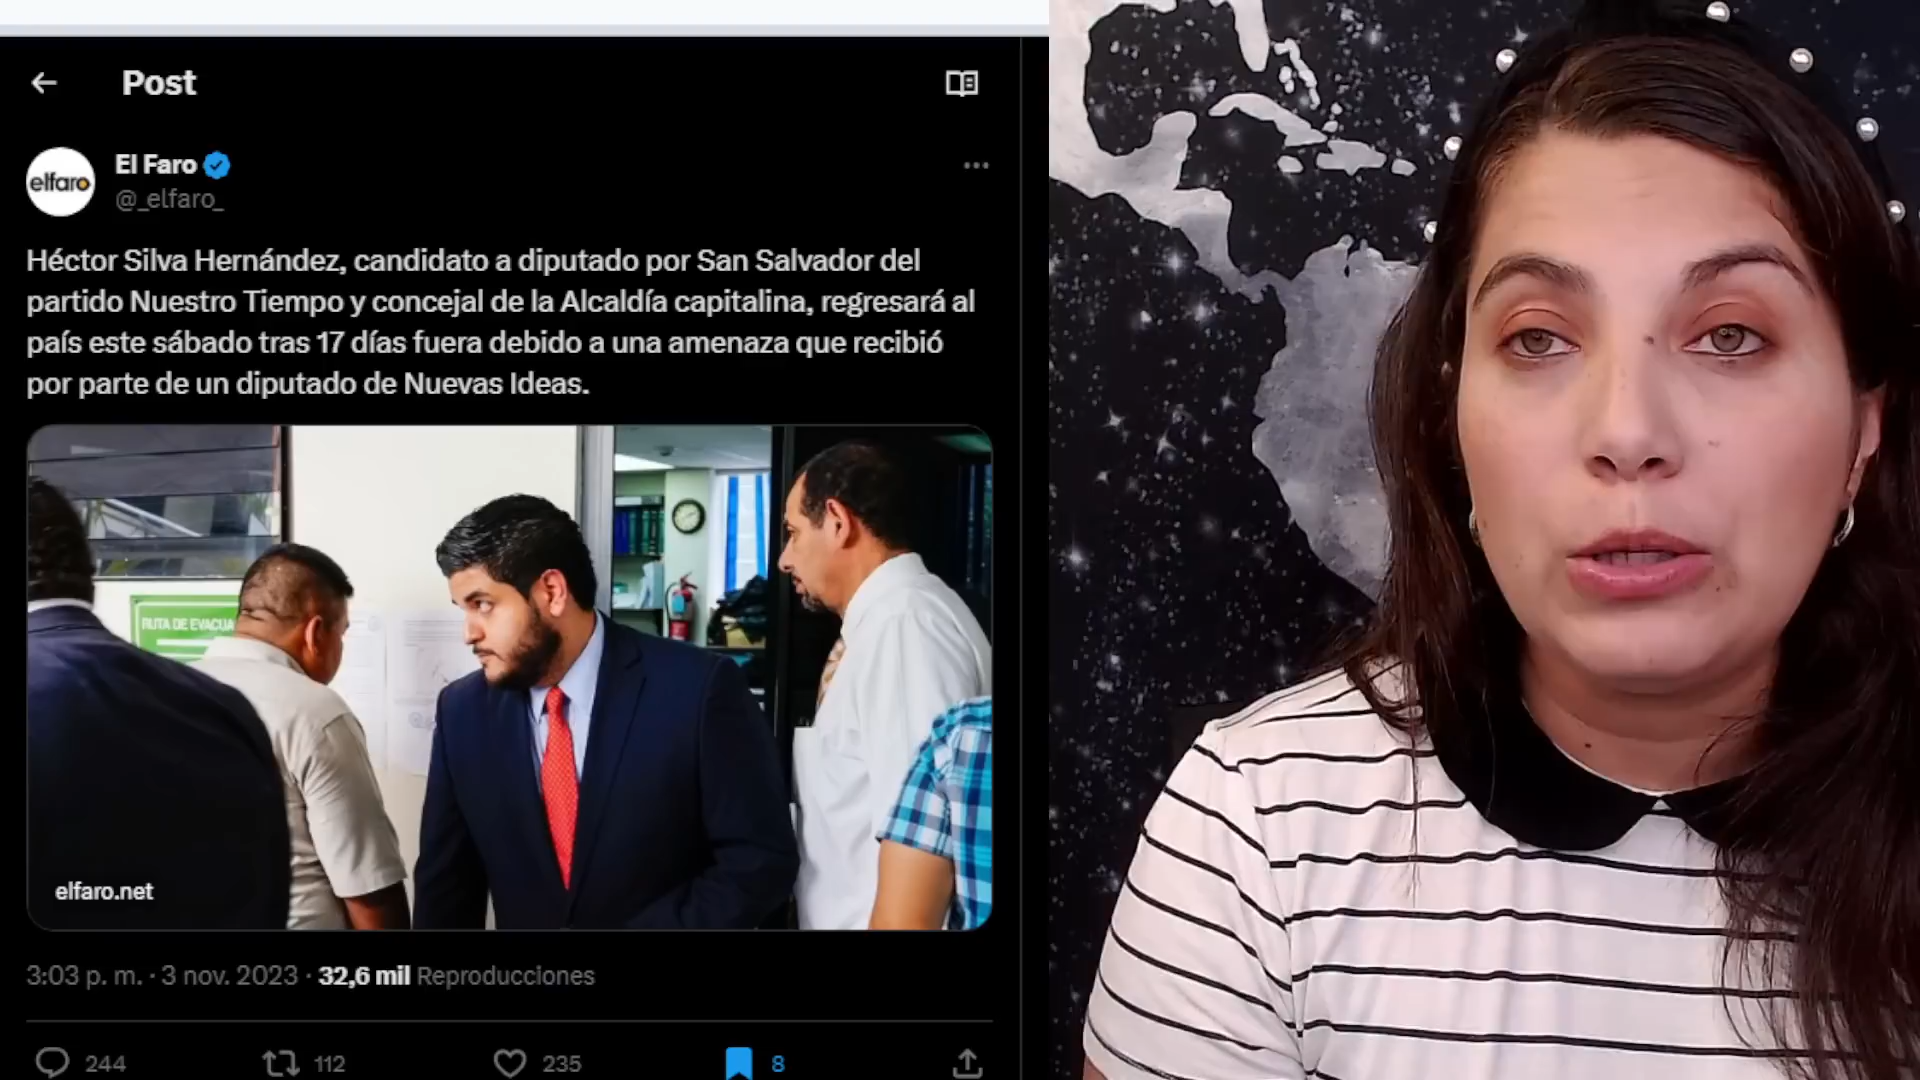 Post
elfaro
El Faro
@_elfaro_
Héctor Silva Hernández, candidato a diputado por San Salvador del
partido Nuestro Tiempo y concejal de la Alcaldía capitalina, regresará al
país este sábado tras 17 días fuera debido a una amenaza que recibió
por parte de un diputado de Nuevas Ideas.
RUTA DE EVACUA
elfaro.net
3:03 p. m. · 3 nov. 2023 · 32,6 mil Reproducciones
244 112 235 8